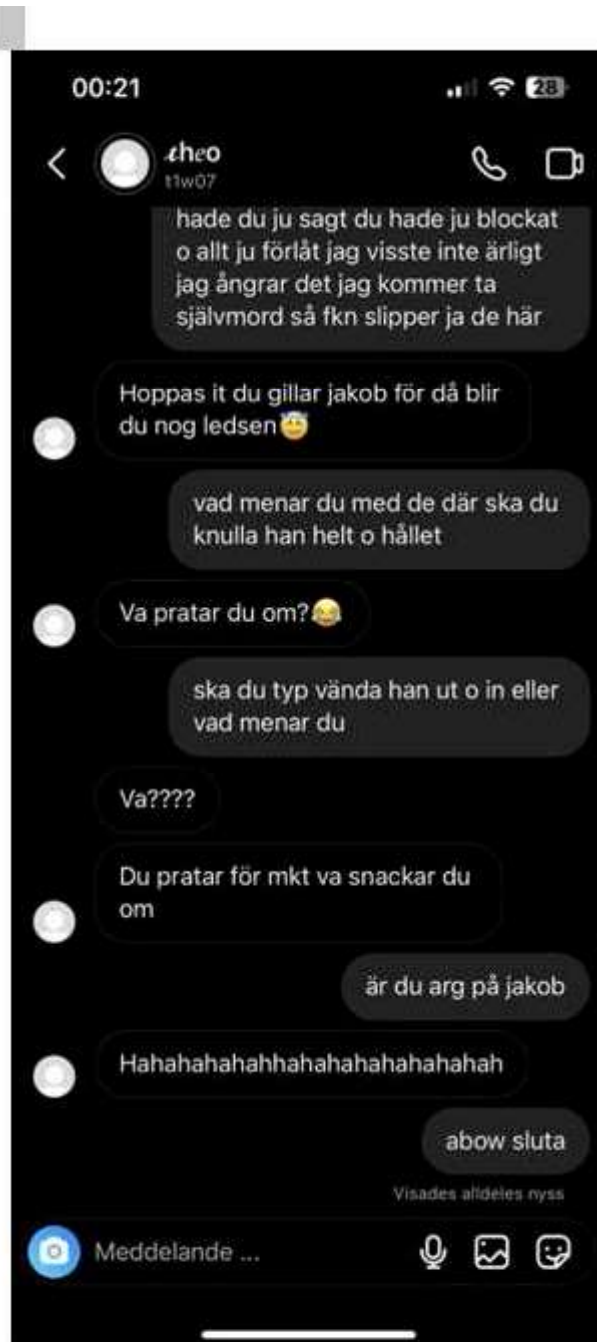 00:21
28
theo
t1w07
hade du ju sagt du hade ju blockat
o allt ju förlåt jag visste inte ärligt
jag ångrar det jag kommer ta
självmord så fkn slipper ja de här
Hoppas it du gillar jakob för då blir
du nog ledsen😇
vad menar du med de där ska du
knulla han helt o hållet
Va pratar du om?😂
ska du typ vända han ut o in eller
vad menar du
Va????
Du pratar för mkt va snackar du
om
är du arg på jakob
Hahahahahahhahahahahahahahah
abow sluta
Visades alldeles nyss
Meddelande ...